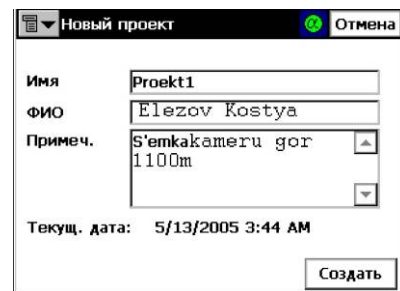 Новый проект
α
Отмена
Имя Proekt1
ФИО Elezov Kostya
Примеч. S'emkakameru gor
1100m
Текущ. дата: 5/13/2005 3:44 AM
Создать